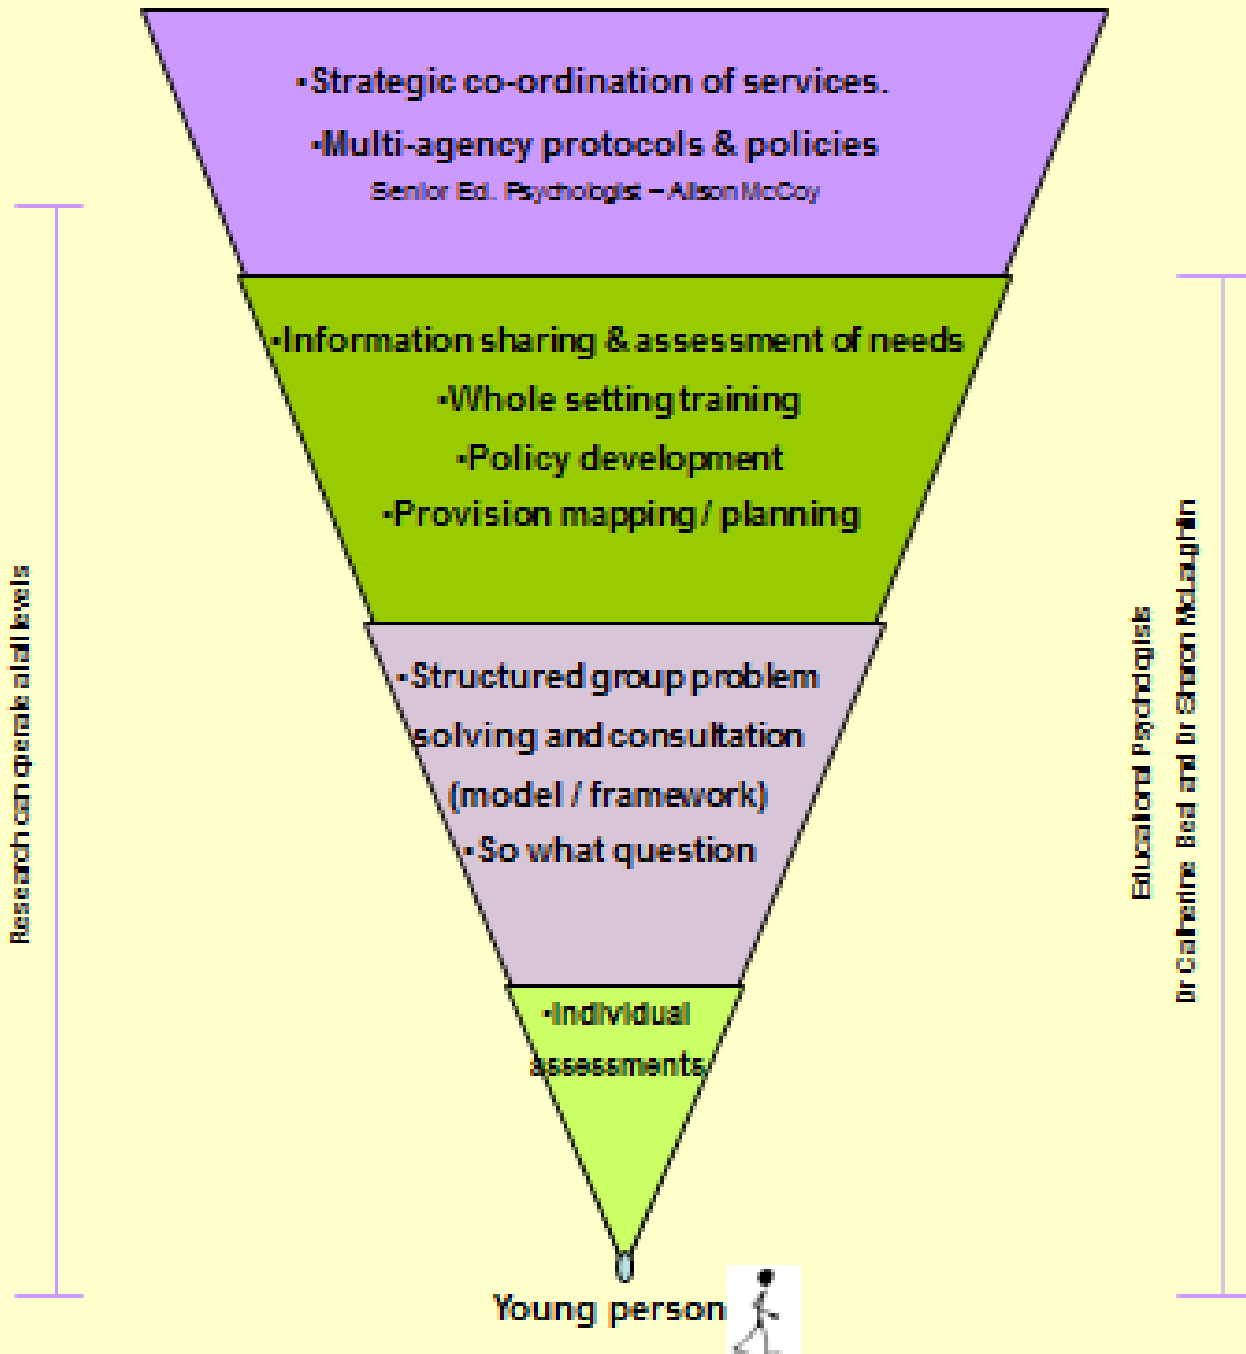 •Strategic co-ordination of services.
•Multi-agency protocols & policies
Senior Ed. Psychologist – Alison McCoy
•Information sharing & assessment of needs
•Whole setting training
•Policy development
•Provision mapping / planning
•Structured group problem
solving and consultation
(model / framework)
•So what question
•Individual
assessments
Young person
Research can operate at all levels
Educational Psychologists
Dr Catherine Beal and Dr Sharon McLaughlin